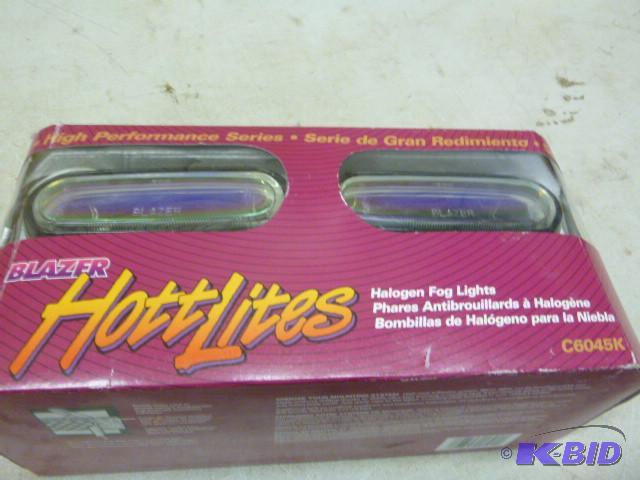 High Performance Series • Serie de Gran Redimiento •
BLAZER
BLAZER
BLAZER
HottLites
Halogen Fog Lights
Phares Antibrouillards à Halogène
Bombillas de Halógeno para la Niebla
C6045K
© K-BID